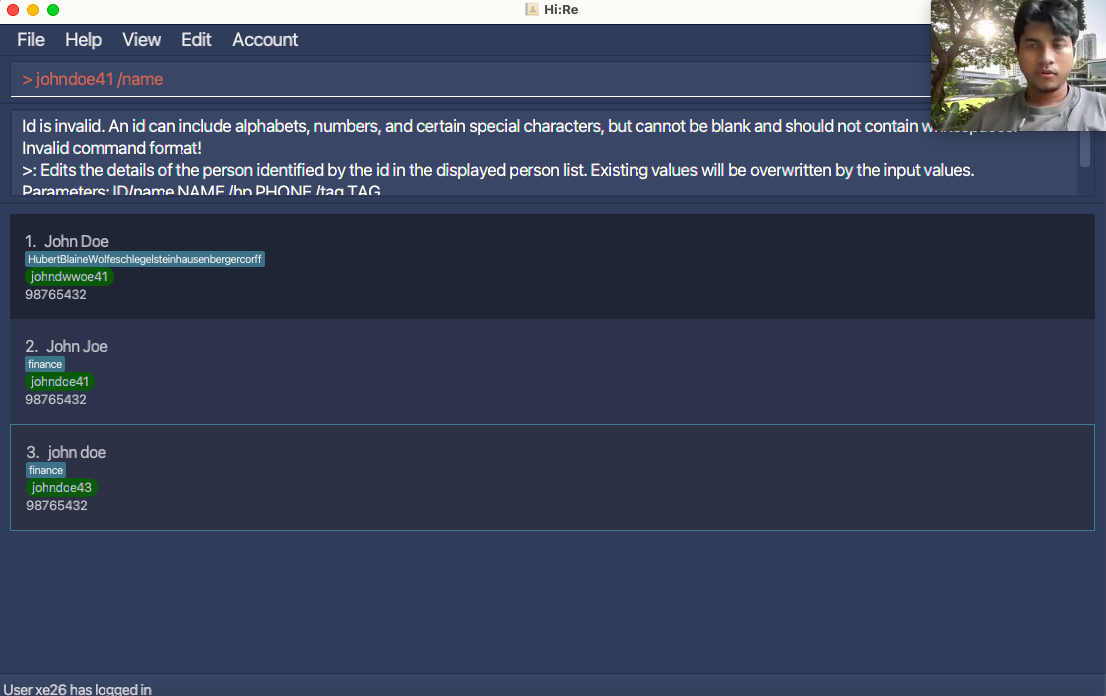 Hi:Re
File Help View Edit Account
> johndoe41 /name
Id is invalid. An id can include alphabets, numbers, and certain special characters, but cannot be blank and should not contain
Invalid command format!
>: Edits the details of the person identified by the id in the displayed person list. Existing values will be overwritten by the input values.
Parameters: ID/name NAME /hp PHONE /tag TAG
1. John Doe
HubertBlaineWolfeschlegelsteinhausenbergercorff
johndwwoe41
98765432
2. John Joe
finance
johndoe41
98765432
3. john doe
finance
johndoe43
98765432
User xe26 has logged in